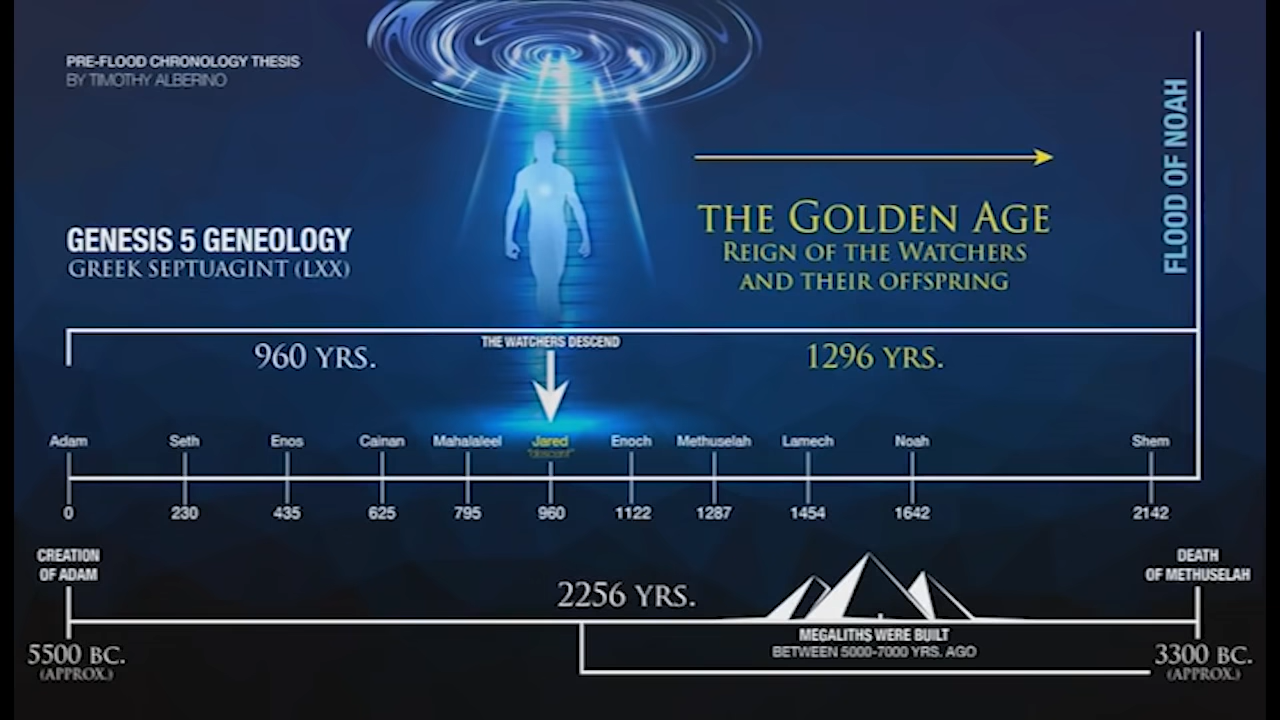 PRE-FLOOD CHRONOLOGY THESIS
BY TIMOTHY ALBERINO
FLOOD OF NOAH
THE GOLDEN AGE
REIGN OF THE WATCHERS
AND THEIR OFFSPRING
GENESIS 5 GENEOLOGY
GREEK SEPTUAGINT (LXX)
THE WATCHERS DESCEND
960 YRS.
1296 YRS.
Adam Seth Enos Cainan Mahalaleel Jared Enoch Methuselah Lamech Noah Shem
"descent"
0 230 435 625 795 960 1122 1287 1454 1642 2142
CREATION
OF ADAM
DEATH
OF METHUSELAH
2256 YRS.
MEGALITHS WERE BUILT
BETWEEN 5000-7000 YRS. AGO
5500 BC.
(APPROX.)
3300 BC.
(APPROX.)